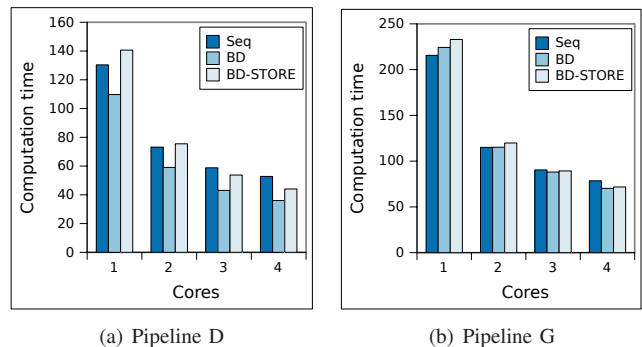 160
140
120
100
80
60
40
20
0
Computation time
Seq
BD
BD-STORE
1 2 3 4
Cores
(a) Pipeline D
250
200
150
100
50
0
Computation time
Seq
BD
BD-STORE
1 2 3 4
Cores
(b) Pipeline G